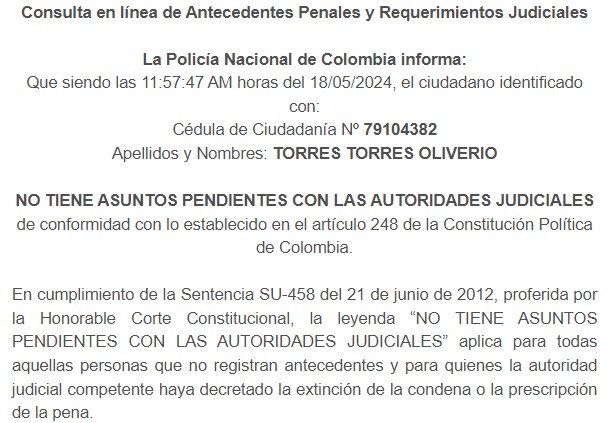 Consulta en línea de Antecedentes Penales y Requerimientos Judiciales
La Policía Nacional de Colombia informa:
Que siendo las 11:57:47 AM horas del 18/05/2024, el ciudadano identificado
con:
Cédula de Ciudadanía Nº 79104382
Apellidos y Nombres: TORRES TORRES OLIVERIO
NO TIENE ASUNTOS PENDIENTES CON LAS AUTORIDADES JUDICIALES
de conformidad con lo establecido en el artículo 248 de la Constitución Política
de Colombia.
En cumplimiento de la Sentencia SU-458 del 21 de junio de 2012, proferida por
la Honorable Corte Constitucional, la leyenda “NO TIENE ASUNTOS
PENDIENTES CON LAS AUTORIDADES JUDICIALES” aplica para todas
aquellas personas que no registran antecedentes y para quienes la autoridad
judicial competente haya decretado la extinción de la condena o la prescripción
de la pena.